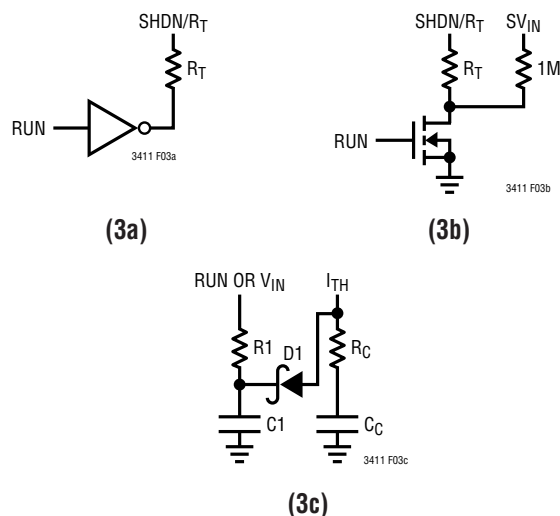 SHDN/RT
RT
RUN
3411 F03a
(3a)
SHDN/RT
SVIN
RT
1M
RUN
3411 F03b
(3b)
RUN OR VIN
ITH
R1
D1
RC
C1
CC
3411 F03c
(3c)